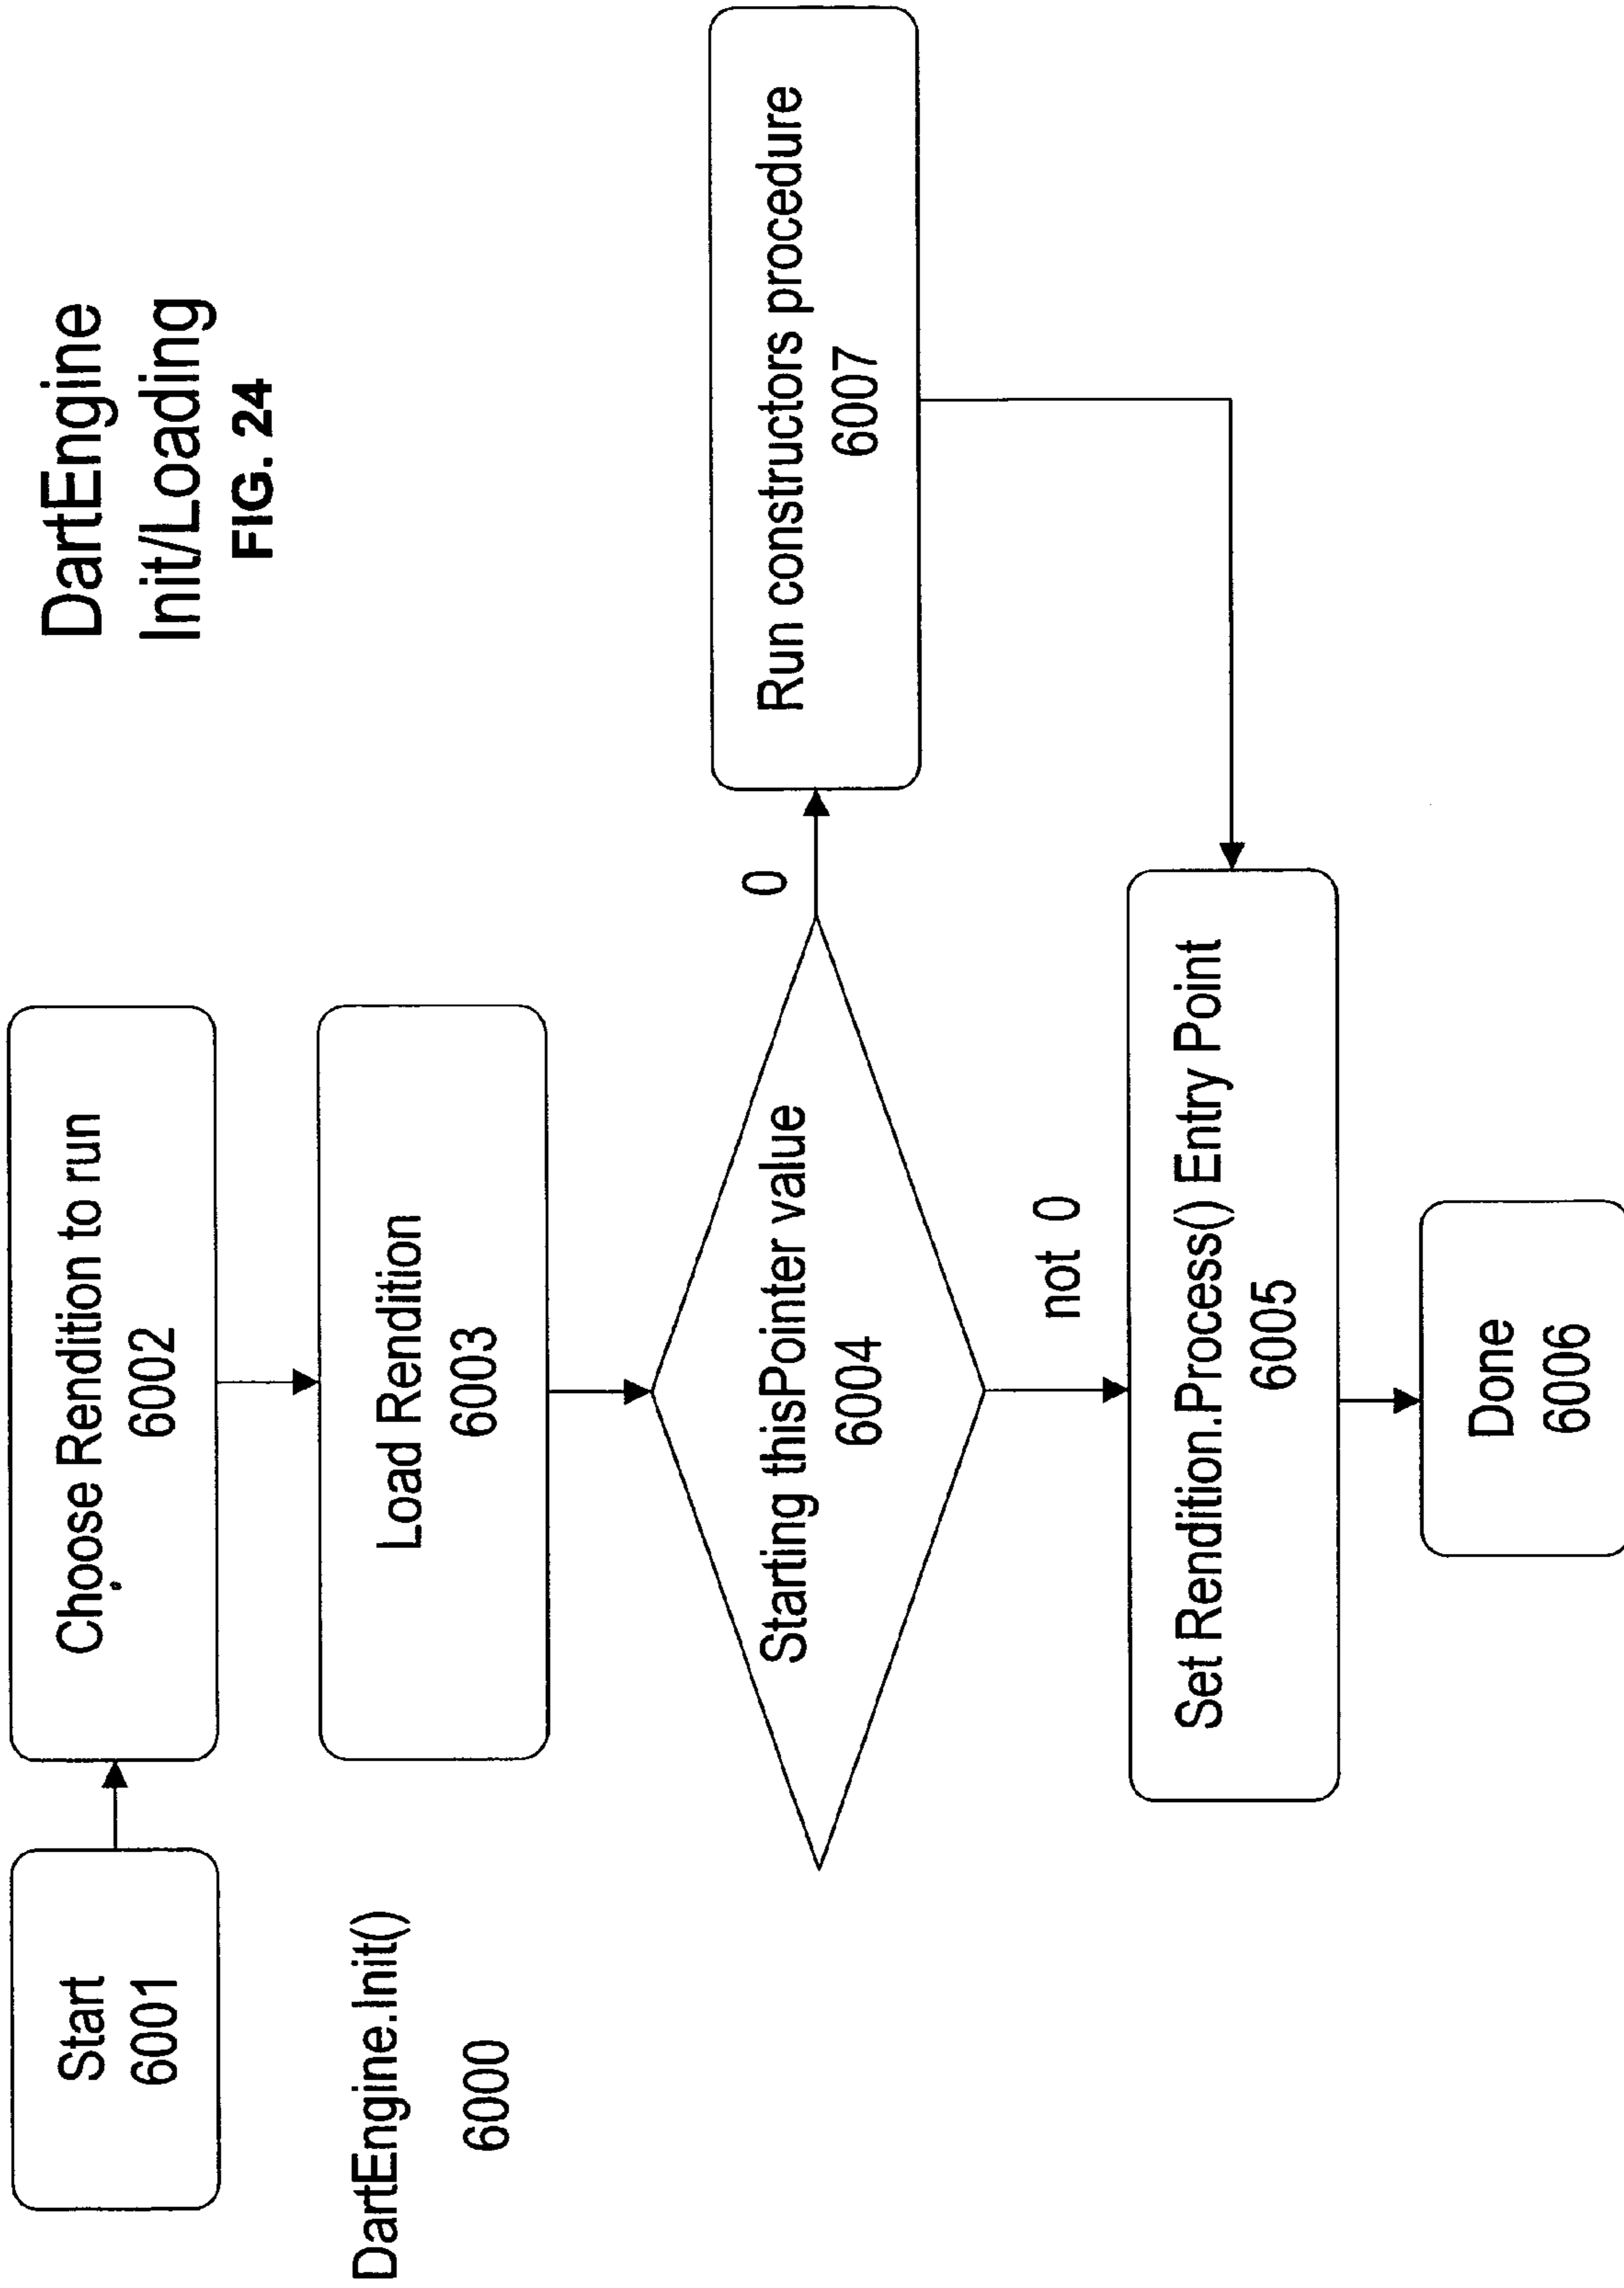 DartEngine
Init/Loading
FIG. 24
Start
6001
Choose Rendition to run
6002
DartEngine.Init()
6000
Load Rendition
6003
Starting thisPointer value
6004
0
Run constructors procedure
6007
not 0
Set Rendition.Process() Entry Point
6005
Done
6006